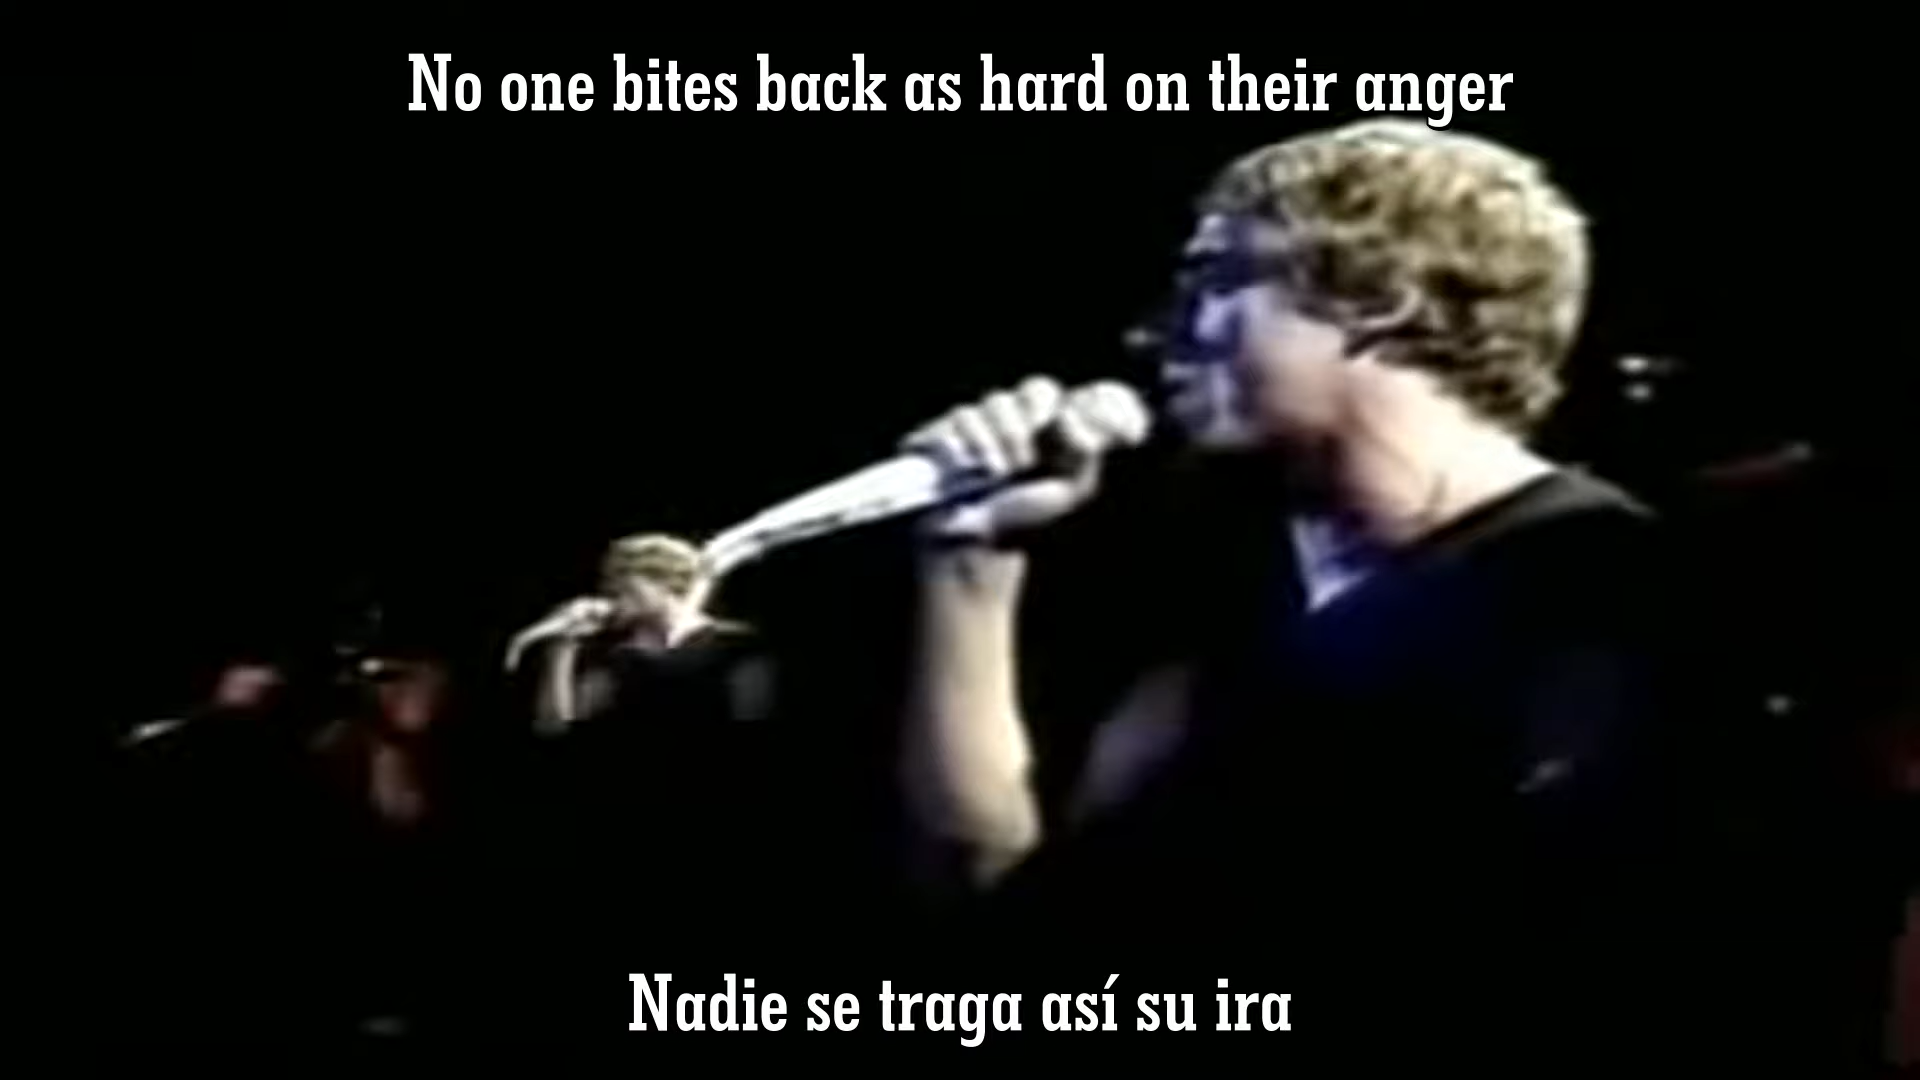 No one bites back as hard on their anger
Nadie se traga así su ira